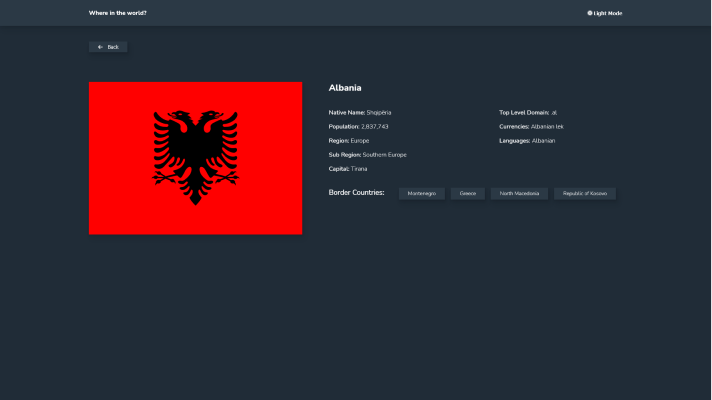 Where in the world?
Light Mode
Back
Albania
Native Name: Shqipëria
Population: 2,837,743
Region: Europe
Sub Region: Southern Europe
Capital: Tirana
Top Level Domain: .al
Currencies: Albanian lek
Languages: Albanian
Border Countries:
Montenegro
Greece
North Macedonia
Republic of Kosovo